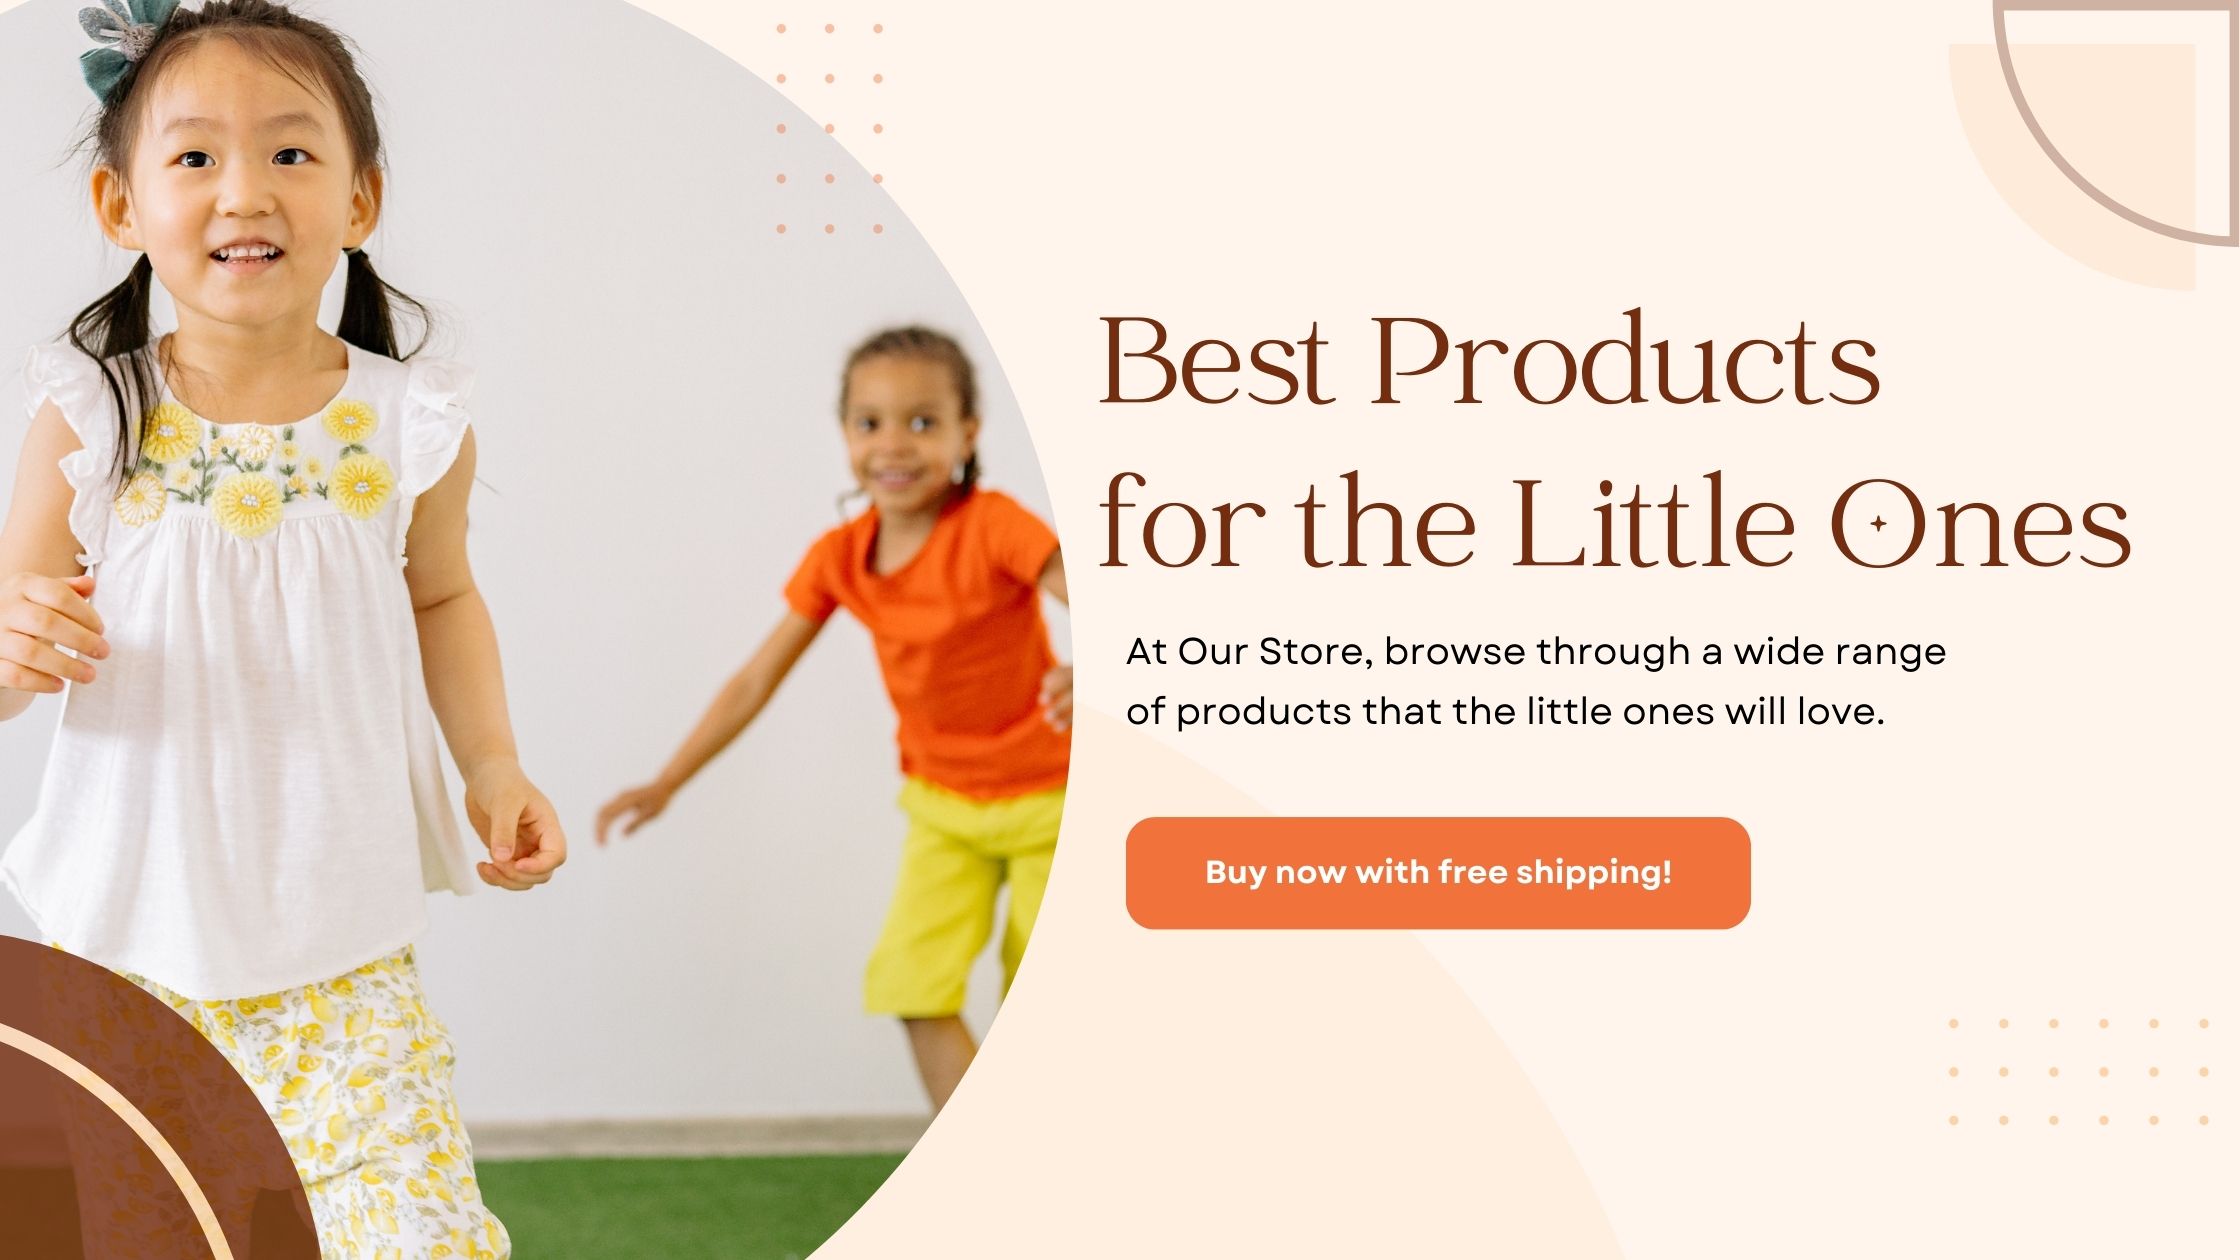 Best Products
for the Little Ones
At Our Store, browse through a wide range
of products that the little ones will love.
Buy now with free shipping!